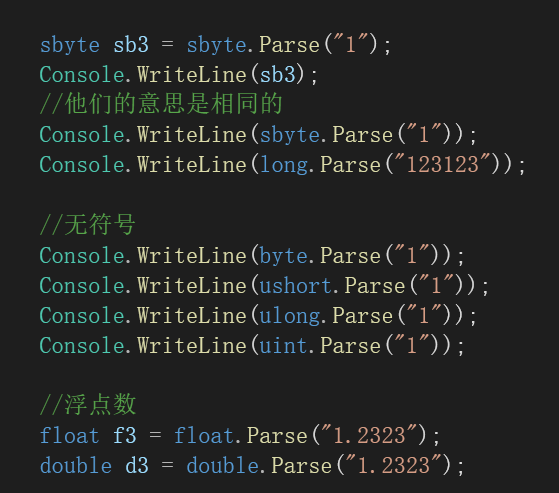 sbyte sb3 = sbyte.Parse("1");
Console.WriteLine(sb3);
//他们的意思是相同的
Console.WriteLine(sbyte.Parse("1"));
Console.WriteLine(long.Parse("123123"));
//无符号
Console.WriteLine(byte.Parse("1"));
Console.WriteLine(ushort.Parse("1"));
Console.WriteLine(ulong.Parse("1"));
Console.WriteLine(uint.Parse("1"));
//浮点数
float f3 = float.Parse("1.2323");
double d3 = double.Parse("1.2323");